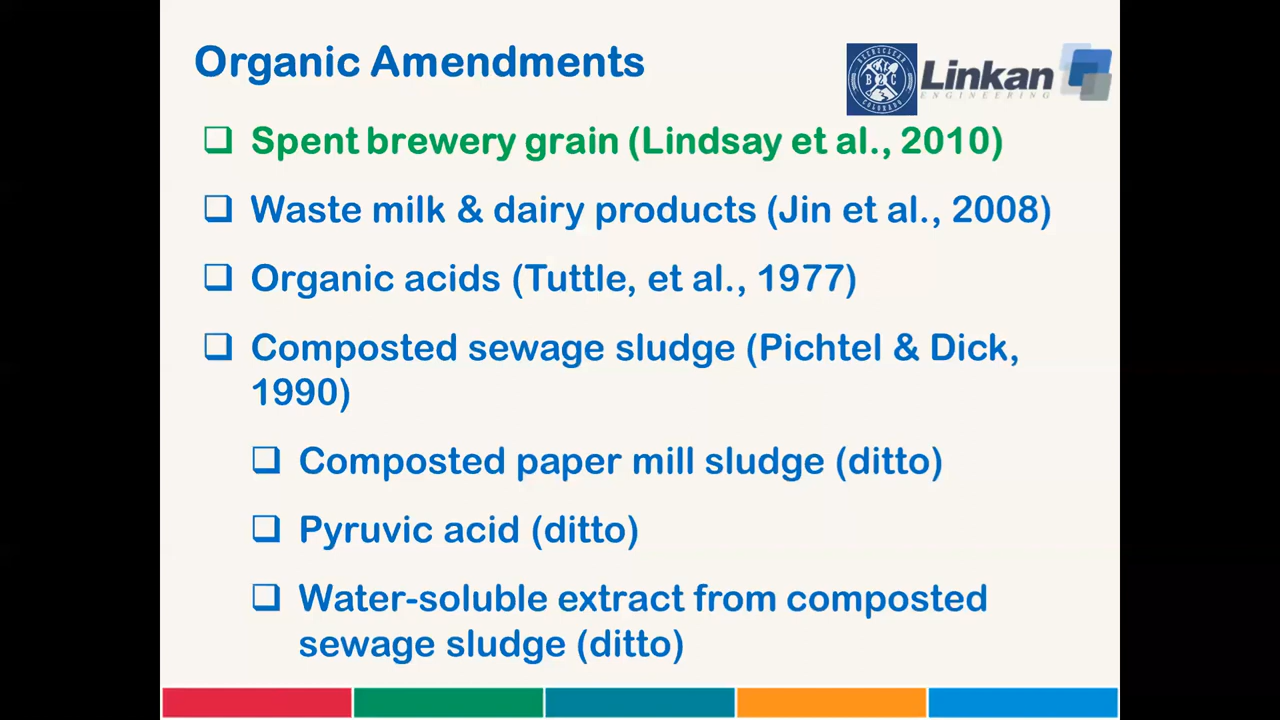 Organic Amendments
B2C
COLORADO
Linkan
ENGINEERING
Spent brewery grain (Lindsay et al., 2010)
Waste milk & dairy products (Jin et al., 2008)
Organic acids (Tuttle, et al., 1977)
Composted sewage sludge (Pichtel & Dick,
1990)
Composted paper mill sludge (ditto)
Pyruvic acid (ditto)
Water-soluble extract from composted
sewage sludge (ditto)